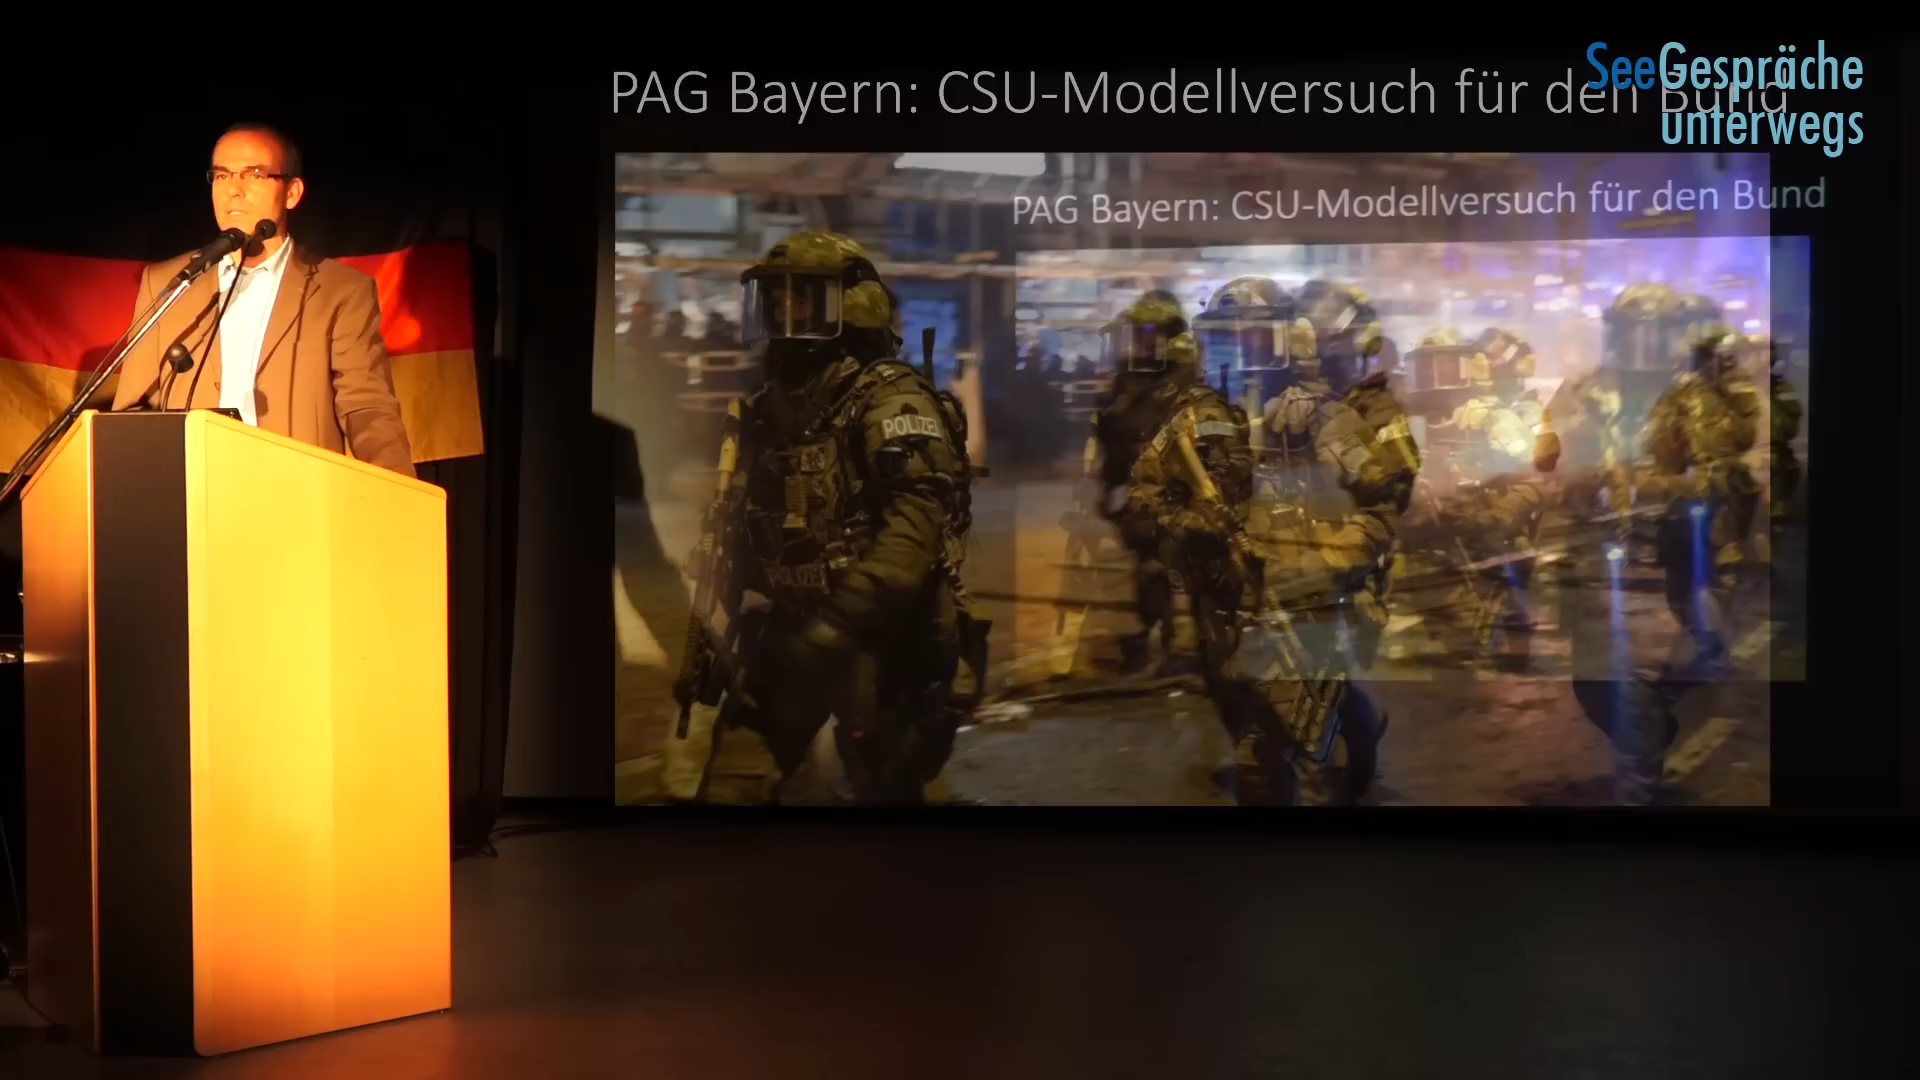 PAG Bayern: CSU-Modellversuch für den Bund
SeeGespräche
unterwegs
PAG Bayern: CSU-Modellversuch für den Bund
POLIZEI
POLIZEI